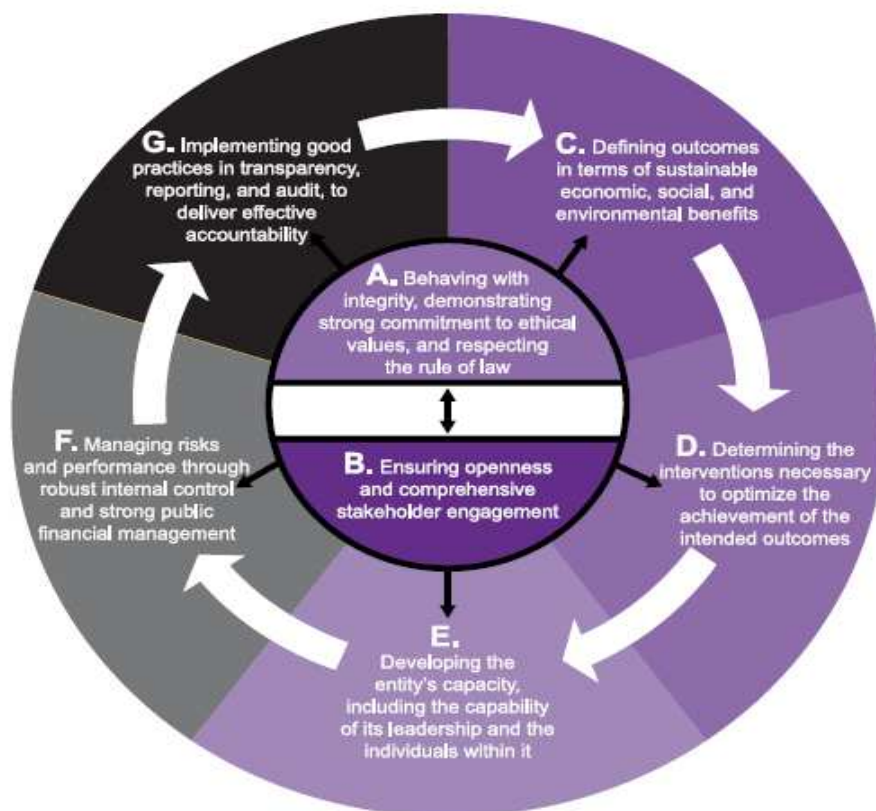 G. Implementing good
practices in transparency,
reporting, and audit, to
deliver effective
accountability
C. Defining outcomes
in terms of sustainable
economic, social, and
environmental benefits
A. Behaving with
integrity, demonstrating
strong commitment to ethical
values, and respecting
the rule of law
B. Ensuring openness
and comprehensive
stakeholder engagement
D. Determining the
interventions necessary
to optimize the
achievement of the
intended outcomes
E.
Developing the
entity's capacity,
including the capability
of its leadership and the
individuals within it
F. Managing risks
and performance through
robust internal control
and strong public
financial management